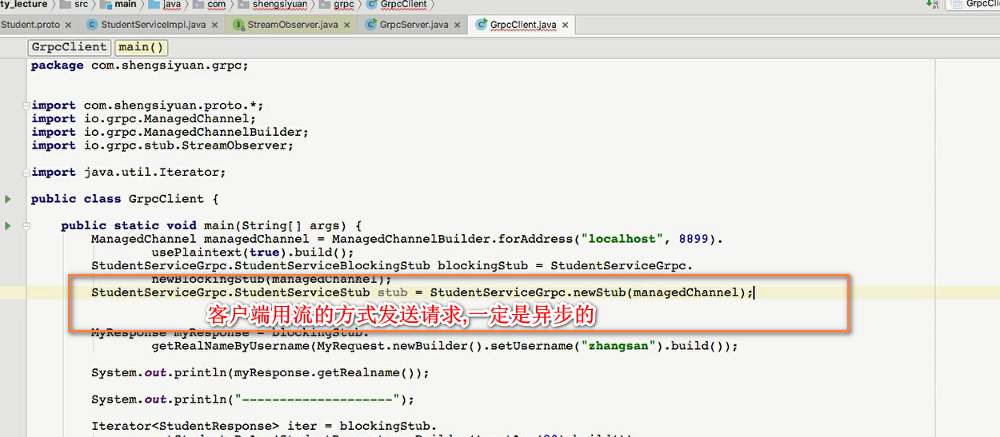 ty_lecture src main java com shengsiyuan grpc GrpcClient GrpcCli
Student.proto StudentServiceImpl.java StreamObserver.java GrpcServer.java GrpcClient.java
GrpcClient main()
package com.shengsiyuan.grpc;
import com.shengsiyuan.proto.*;
import io.grpc.ManagedChannel;
import io.grpc.ManagedChannelBuilder;
import io.grpc.stub.StreamObserver;
import java.util.Iterator;
public class GrpcClient {
public static void main(String[] args) {
ManagedChannel managedChannel = ManagedChannelBuilder.forAddress("localhost", 8899).
usePlaintext(true).build();
StudentServiceGrpc.StudentServiceBlockingStub blockingStub = StudentServiceGrpc.
newBlockingStub(managedChannel);
StudentServiceGrpc.StudentServiceStub stub = StudentServiceGrpc.newStub(managedChannel);
客户端用流的方式发送请求,一定是异步的
MyResponse myResponse = blockingStub.
getRealNameByUsername(MyRequest.newBuilder().setUsername("zhangsan").build());
System.out.println(myResponse.getRealname());
System.out.println("--------------------");
Iterator<StudentResponse> iter = blockingStub.